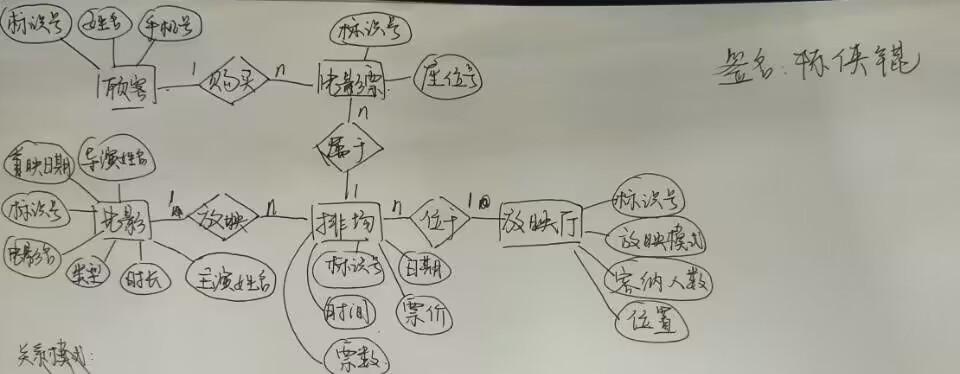 标识号 姓名 手机号 标识号
顾客 1 购买 n 电影票 座位号
签名:
n
属于
首映日期 导演姓名
1
标识号 电影 1 放映 n 排场 n 位于 1 放映厅 标识号
放映模式
电影名 类型 时长 主演姓名 标识号 日期 容纳人数
时间 票价 位置
票数
关系模式: